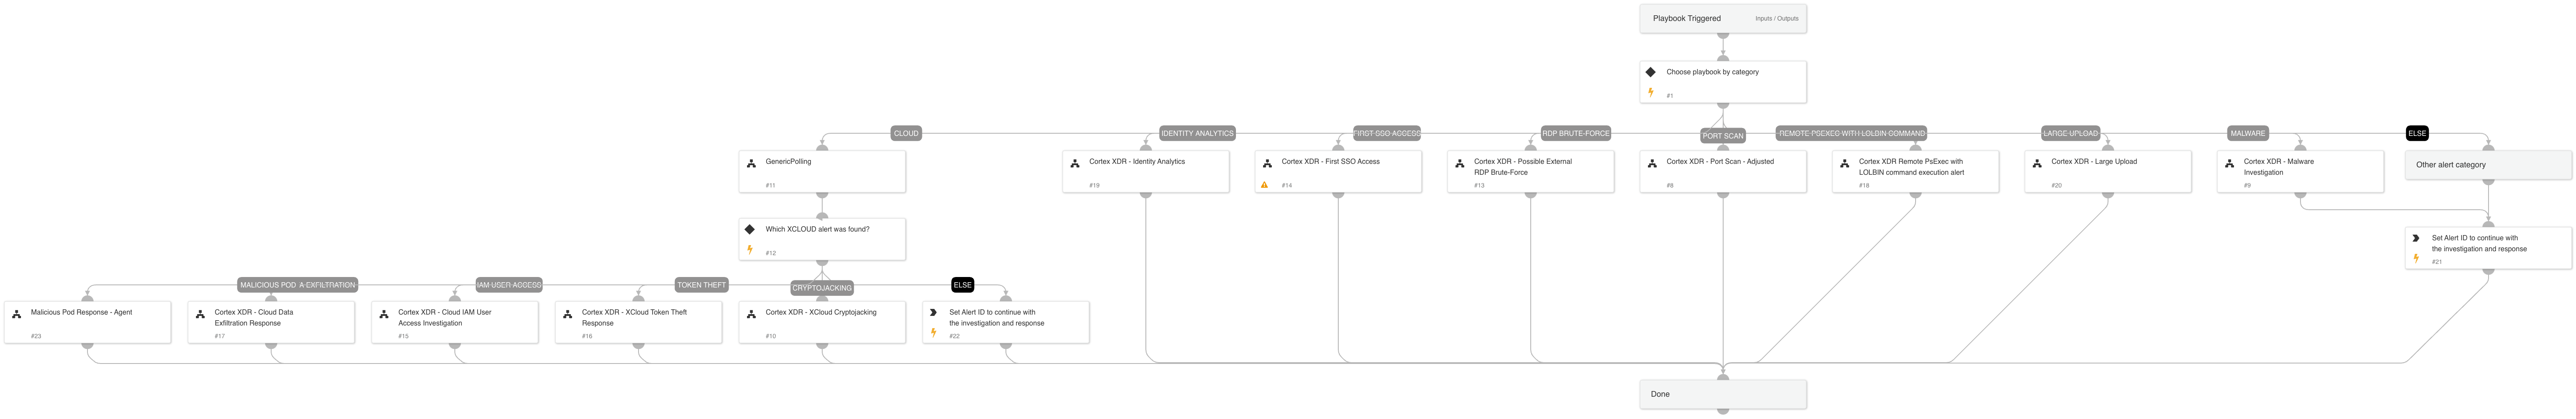 Playbook Triggered
Inputs / Outputs
Choose playbook by category
#1
CLOUD
IDENTITY ANALYTICS
FIRST SSO ACCESS
RDP BRUTE-FORCE
PORT SCAN
REMOTE PSEXEC WITH LOLBIN COMMAND
LARGE UPLOAD
MALWARE
ELSE
GenericPolling
#11
Cortex XDR - Identity Analytics
#19
Cortex XDR - First SSO Access
#14
Cortex XDR - Possible External
RDP Brute-Force
#13
Cortex XDR - Port Scan - Adjusted
#8
Cortex XDR Remote PsExec with
LOLBIN command execution alert
#18
Cortex XDR - Large Upload
#20
Cortex XDR - Malware
Investigation
#9
Other alert category
Which XCLOUD alert was found?
#12
Set Alert ID to continue with
the investigation and response
#21
MALICIOUS POD
A EXFILTRATION
IAM USER ACCESS
TOKEN THEFT
CRYPTOJACKING
ELSE
Malicious Pod Response - Agent
#23
Cortex XDR - Cloud Data
Exfiltration Response
#17
Cortex XDR - Cloud IAM User
Access Investigation
#15
Cortex XDR - XCloud Token Theft
Response
#16
Cortex XDR - XCloud Cryptojacking
#10
Set Alert ID to continue with
the investigation and response
#22
Done